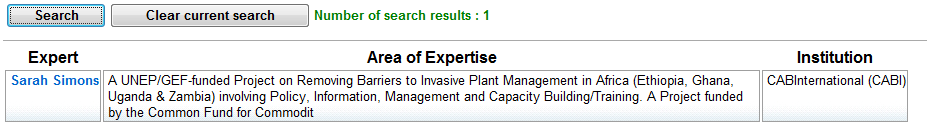 Search Clear current search Number of search results : 1
Expert Area of Expertise Institution
Sarah Simons A UNEP/GEF-funded Project on Removing Barriers to Invasive Plant Management in Africa (Ethiopia, Ghana, CABInternational (CABI)
Uganda & Zambia) involving Policy, Information, Management and Capacity Building/Training. A Project funded
by the Common Fund for Commodit